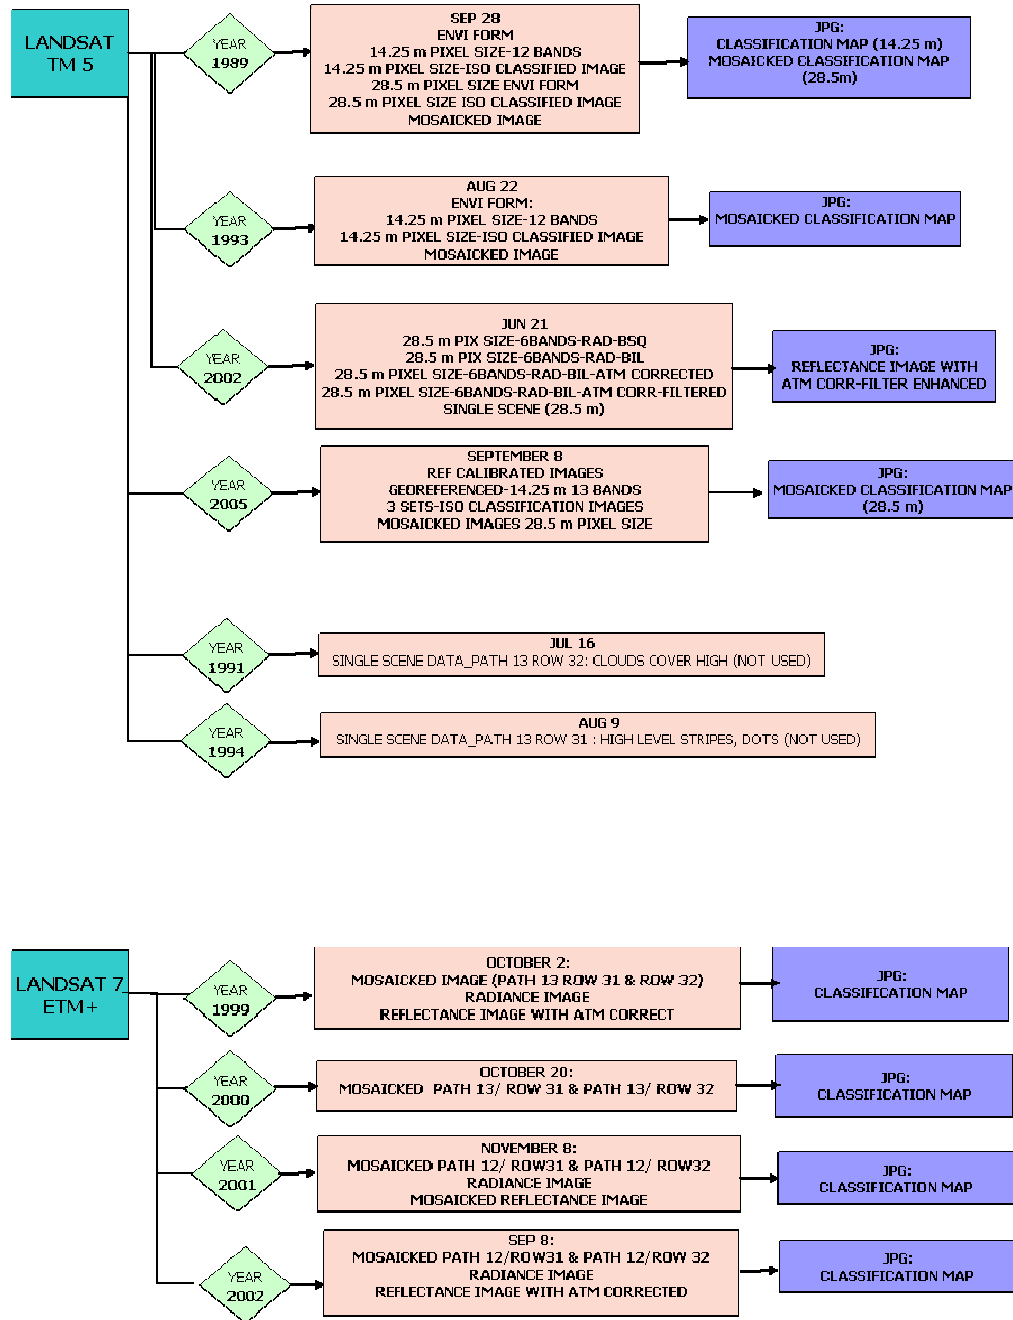 LANDSAT
TM 5
YEAR
1989
SEP 28
ENVI FORM
14.25 m PIXEL SIZE-12 BANDS
14.25 m PIXEL SIZE-ISO CLASSIFIED IMAGE
28.5 m PIXEL SIZE ENVI FORM
28.5 m PIXEL SIZE ISO CLASSIFIED IMAGE
MOSAICKED IMAGE
JPG:
CLASSIFICATION MAP (14.25 m)
MOSAICKED CLASSIFICATION MAP
(28.5m)
YEAR
1993
AUG 22
ENVI FORM:
14.25 m PIXEL SIZE-12 BANDS
14.25 m PIXEL SIZE-ISO CLASSIFIED IMAGE
MOSAICKED IMAGE
JPG:
MOSAICKED CLASSIFICATION MAP
YEAR
2002
JUN 21
28.5 m PIX SIZE-6BANDS-RAD-BSQ
28.5 m PIX SIZE-6BANDS-RAD-BIL
28.5 m PIXEL SIZE-6BANDS-RAD-BIL-ATM CORRECTED
28.5 m PIXEL SIZE-6BANDS-RAD-BIL-ATM CORR-FILTERED
SINGLE SCENE (28.5 m)
JPG:
REFLECTANCE IMAGE WITH
ATM CORR-FILTER ENHANCED
YEAR
2005
SEPTEMBER 8
REF CALIBRATED IMAGES
GEOREFERENCED-14.25 m 13 BANDS
3 SETS-ISO CLASSIFICATION IMAGES
MOSAICKED IMAGES 28.5 m PIXEL SIZE
JPG:
MOSAICKED CLASSIFICATION MAP
(28.5 m)
YEAR
1991
JUL 16
SINGLE SCENE DATA_PATH 13 ROW 32: CLOUDS COVER HIGH (NOT USED)
YEAR
1994
AUG 9
SINGLE SCENE DATA_PATH 13 ROW 31 : HIGH LEVEL STRIPES, DOTS (NOT USED)
LANDSAT 7
ETM+
YEAR
1999
OCTOBER 2:
MOSAICKED IMAGE (PATH 13 ROW 31 & ROW 32)
RADIANCE IMAGE
REFLECTANCE IMAGE WITH ATM CORRECT
JPG:
CLASSIFICATION MAP
YEAR
2000
OCTOBER 20:
MOSAICKED PATH 13/ ROW 31 & PATH 13/ ROW 32
JPG:
CLASSIFICATION MAP
YEAR
2001
NOVEMBER 8:
MOSAICKED PATH 12/ ROW31 & PATH 12/ ROW32
RADIANCE IMAGE
MOSAICKED REFLECTANCE IMAGE
JPG:
CLASSIFICATION MAP
YEAR
2002
SEP 8:
MOSAICKED PATH 12/ROW31 & PATH 12/ROW 32
RADIANCE IMAGE
REFLECTANCE IMAGE WITH ATM CORRECTED
JPG:
CLASSIFICATION MAP